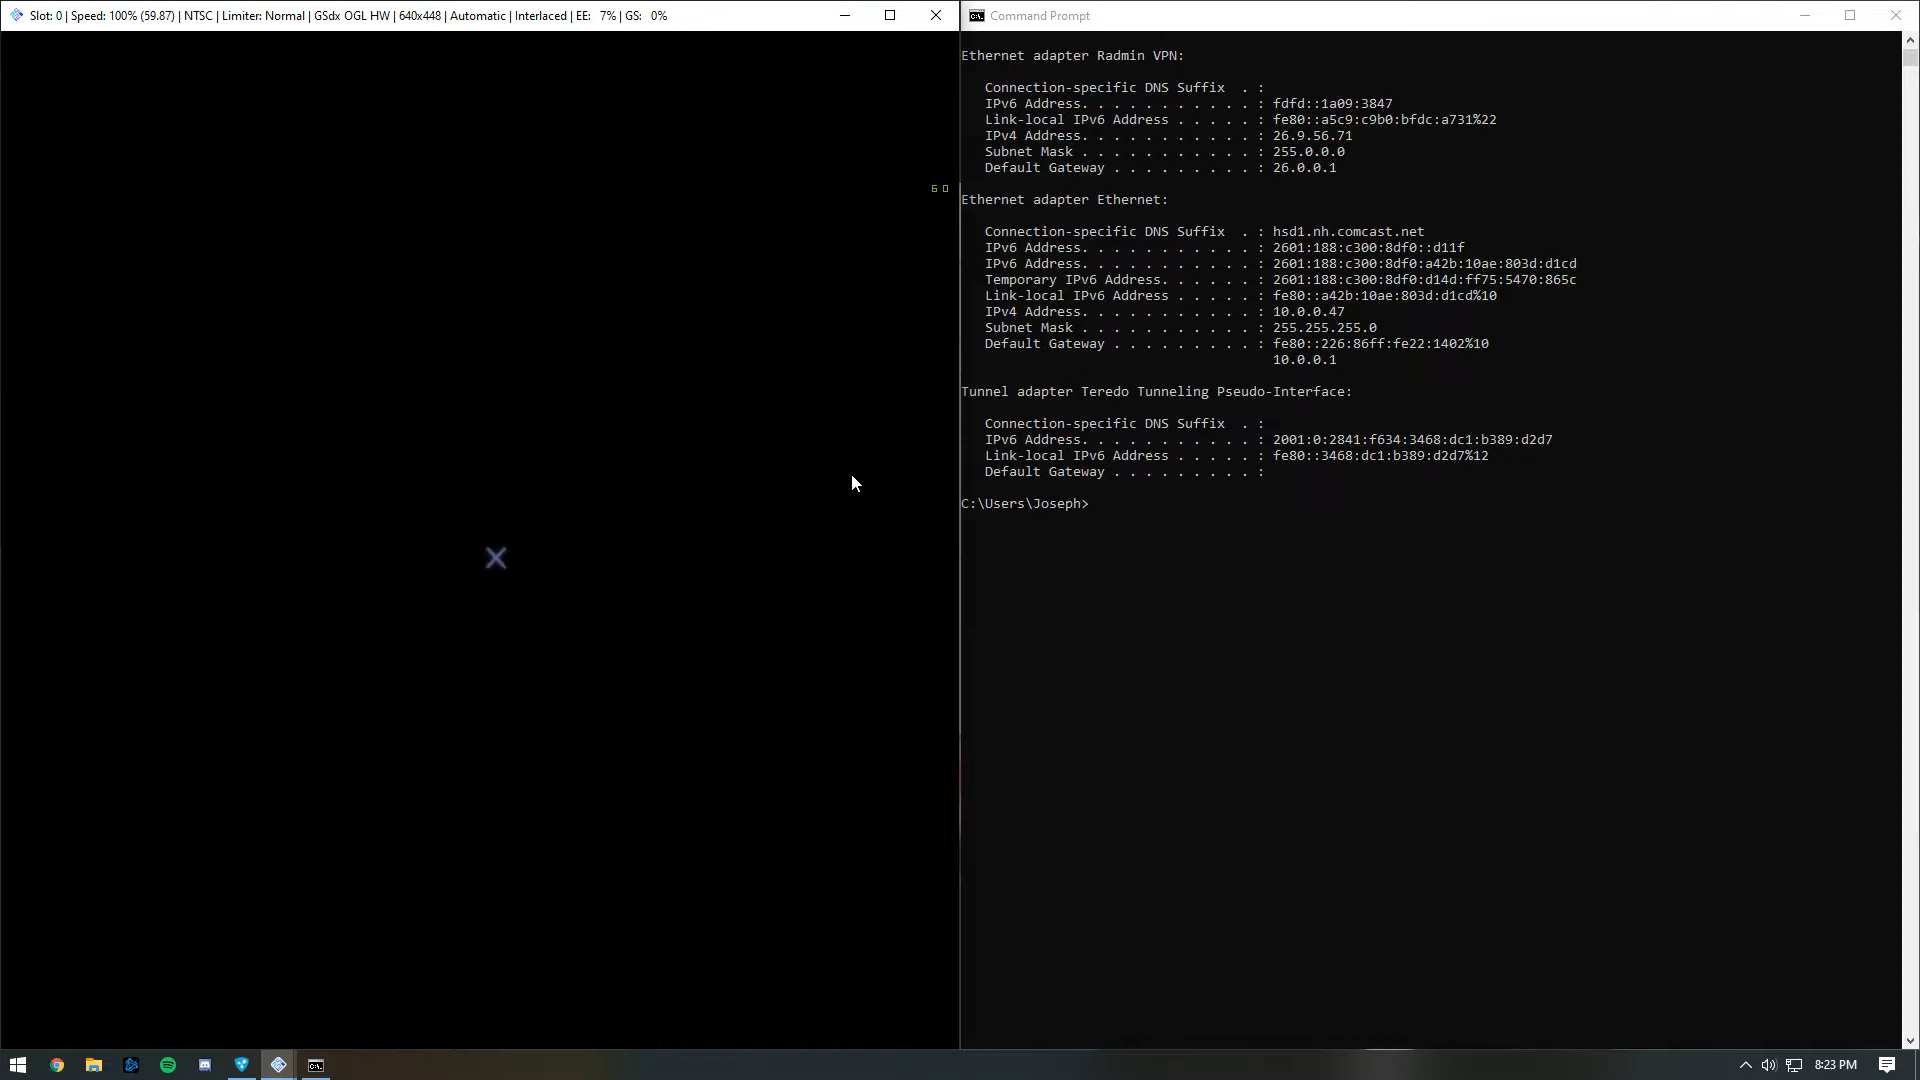 Slot: 0 | Speed: 100% (59.87) | NTSC | Limiter: Normal | GSdx OGL HW | 640x448 | Automatic | Interlaced | EE:   7% | GS:   0%
60
Command Prompt
Ethernet adapter Radmin VPN:
Connection-specific DNS Suffix  . :
IPv6 Address. . . . . . . . . . . : fdfd::1a09:3847
Link-local IPv6 Address . . . . . : fe80::a5c9:c9b0:bfdc:a731%22
IPv4 Address. . . . . . . . . . . : 26.9.56.71
Subnet Mask . . . . . . . . . . . : 255.0.0.0
Default Gateway . . . . . . . . . : 26.0.0.1
Ethernet adapter Ethernet:
Connection-specific DNS Suffix  . : hsd1.nh.comcast.net
IPv6 Address. . . . . . . . . . . : 2601:188:c300:8df0::d11f
IPv6 Address. . . . . . . . . . . : 2601:188:c300:8df0:a42b:10ae:803d:d1cd
Temporary IPv6 Address. . . . . . : 2601:188:c300:8df0:d14d:ff75:5470:865c
Link-local IPv6 Address . . . . . : fe80::a42b:10ae:803d:d1cd%10
IPv4 Address. . . . . . . . . . . : 10.0.0.47
Subnet Mask . . . . . . . . . . . : 255.255.255.0
Default Gateway . . . . . . . . . : fe80::226:86ff:fe22:1402%10
10.0.0.1
Tunnel adapter Teredo Tunneling Pseudo-Interface:
Connection-specific DNS Suffix  . :
IPv6 Address. . . . . . . . . . . : 2001:0:2841:f634:3468:dc1:b389:d2d7
Link-local IPv6 Address . . . . . : fe80::3468:dc1:b389:d2d7%12
Default Gateway . . . . . . . . . :
C:\Users\Joseph>
8:23 PM